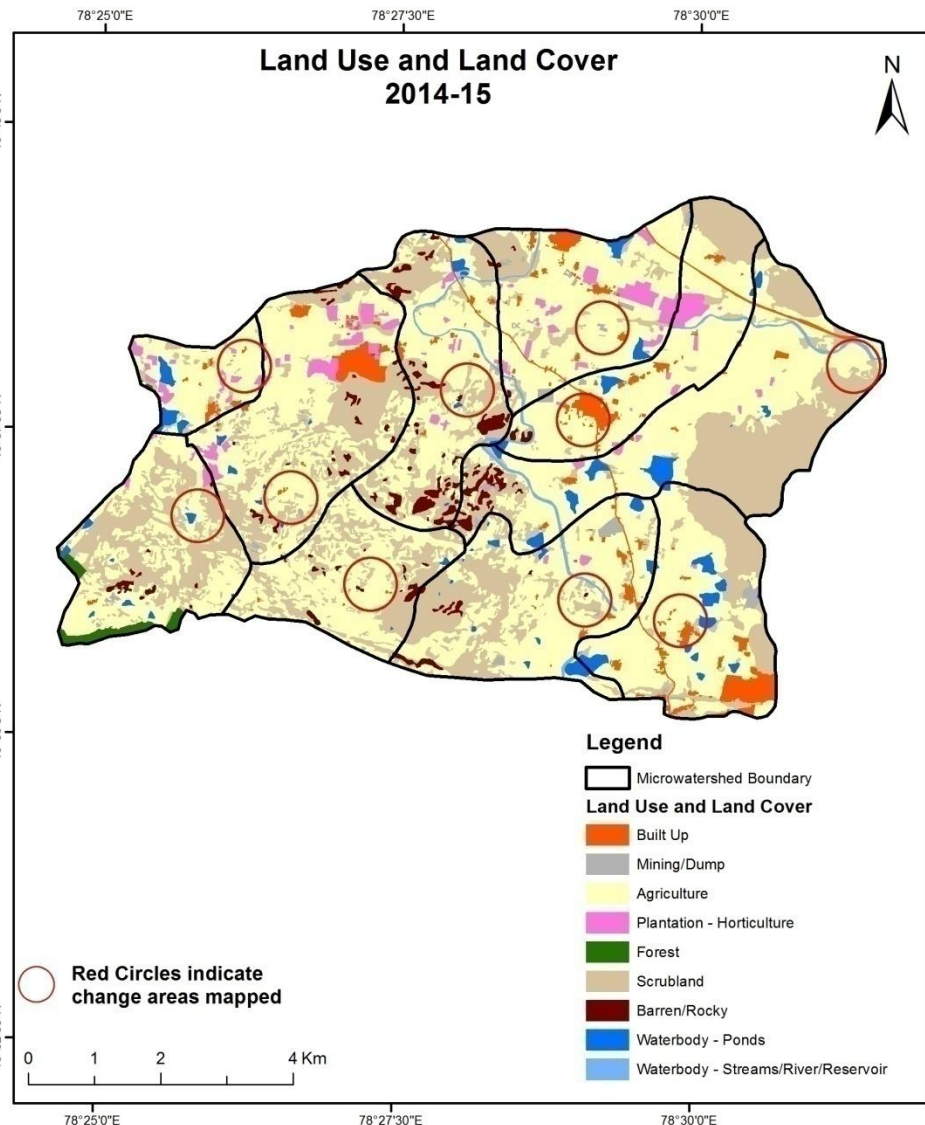 78°25'0"E
78°27'30"E
78°30'0"E
Land Use and Land Cover
2014-15
N
Legend
Microwatershed Boundary
Land Use and Land Cover
Built Up
Mining/Dump
Agriculture
Plantation - Horticulture
Forest
Scrubland
Barren/Rocky
Waterbody - Ponds
Waterbody - Streams/River/Reservoir
Red Circles indicate
change areas mapped
0 1 2 4 Km
78°25'0"E
78°27'30"E
78°30'0"E